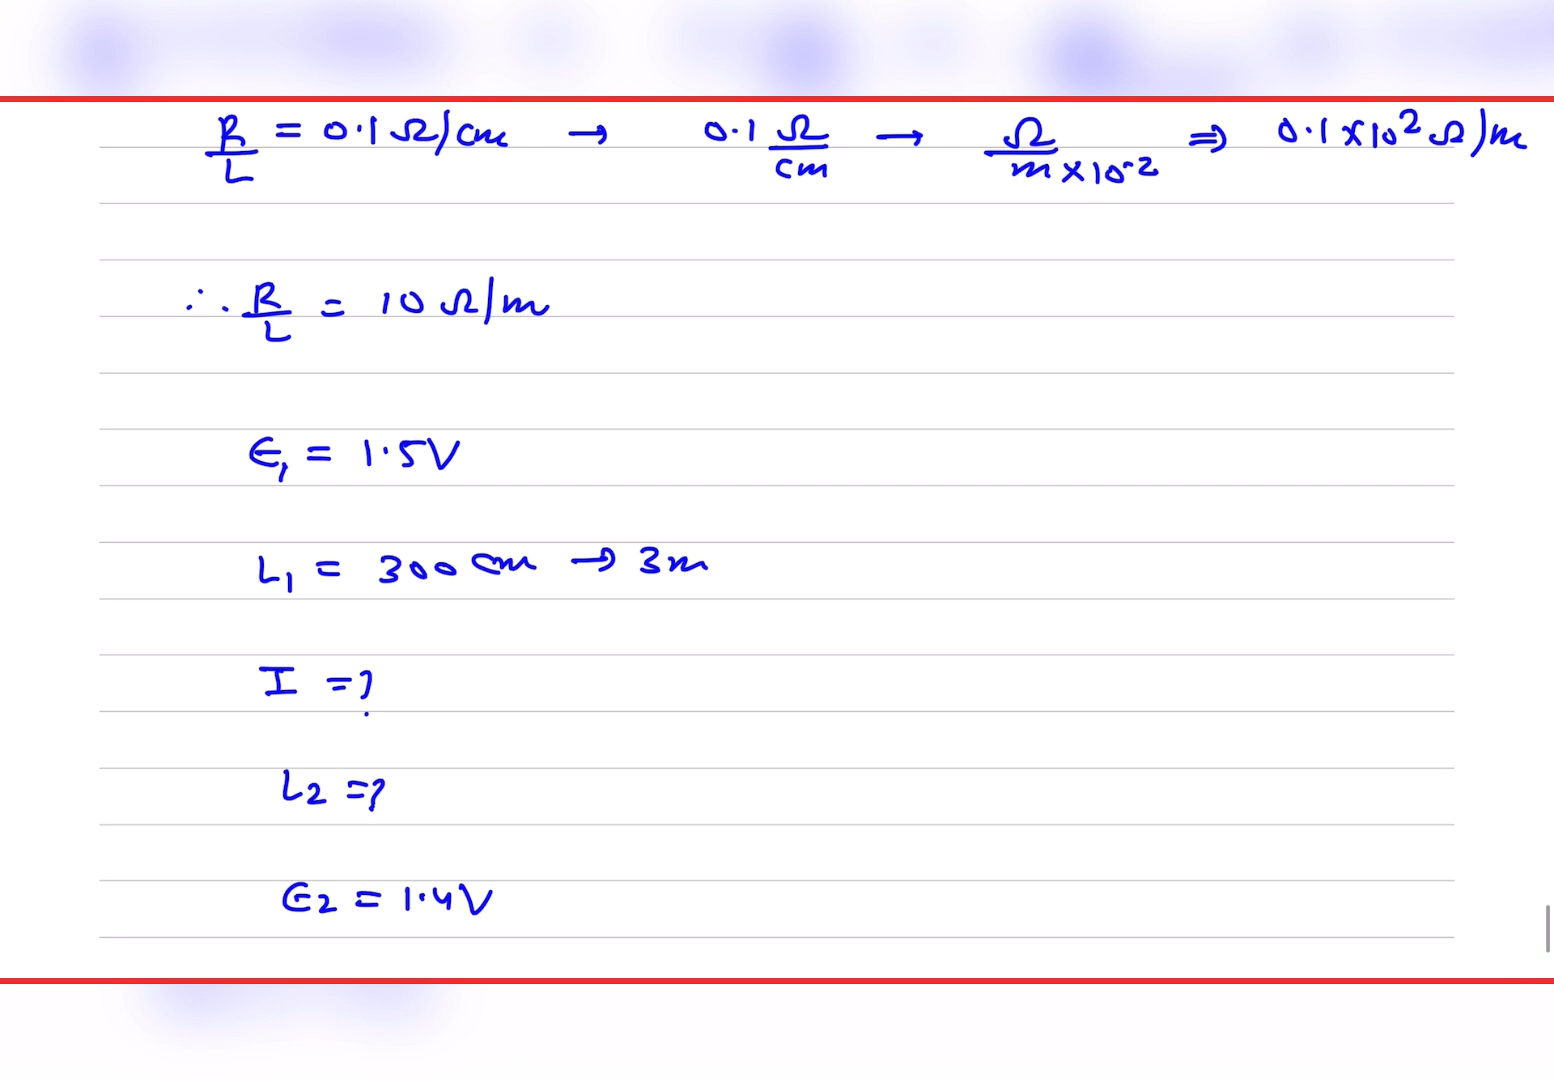 R/L = 0.1 Ω/cm → 0.1 Ω/cm → Ω/m×10-2 ⇒ 0.1×10² Ω/m
∴ R/L = 10 Ω/m
E₁ = 1.5V
L₁ = 300 cm → 3m
I = ?
L₂ = ?
E₂ = 1.4V